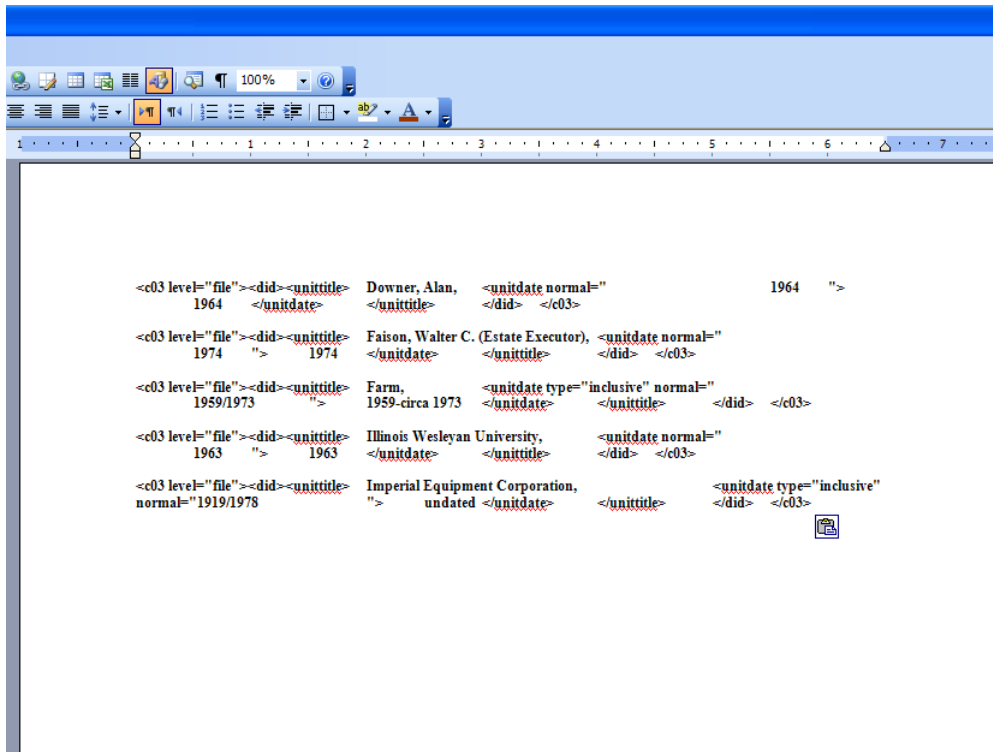 100%
1 1 2 3 4 5 6 7
<c03 level="file"><did><unittitle> Downer, Alan, <unitdate normal=" 1964 ">
1964 </unitdate> </unittitle> </did> </c03>
<c03 level="file"><did><unittitle> Faison, Walter C. (Estate Executor), <unitdate normal="
1974 "> 1974 </unitdate> </unittitle> </did> </c03>
<c03 level="file"><did><unittitle> Farm, <unitdate type="inclusive" normal="
1959/1973 "> 1959-circa 1973 </unitdate> </unittitle> </did> </c03>
<c03 level="file"><did><unittitle> Illinois Wesleyan University, <unitdate normal="
1963 "> 1963 </unitdate> </unittitle> </did> </c03>
<c03 level="file"><did><unittitle> Imperial Equipment Corporation, <unitdate type="inclusive"
normal="1919/1978 "> undated </unitdate> </unittitle> </did> </c03>